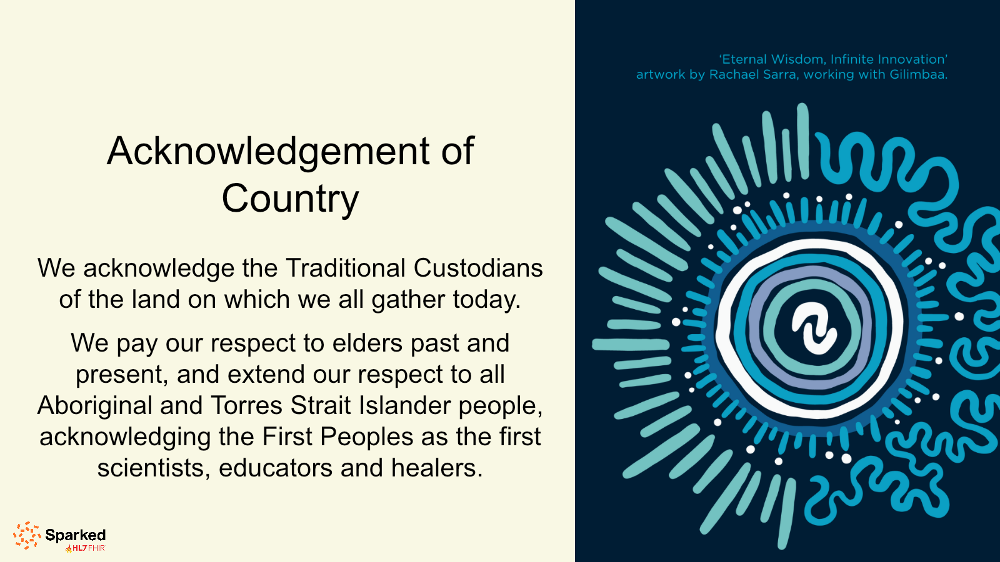 Acknowledgement of
Country
We acknowledge the Traditional Custodians
of the land on which we all gather today.
We pay our respect to elders past and
present, and extend our respect to all
Aboriginal and Torres Strait Islander people,
acknowledging the First Peoples as the first
scientists, educators and healers.
Sparked
HL7 FHIR
‘Eternal Wisdom, Infinite Innovation’
artwork by Rachael Sarra, working with Gilimbaa.